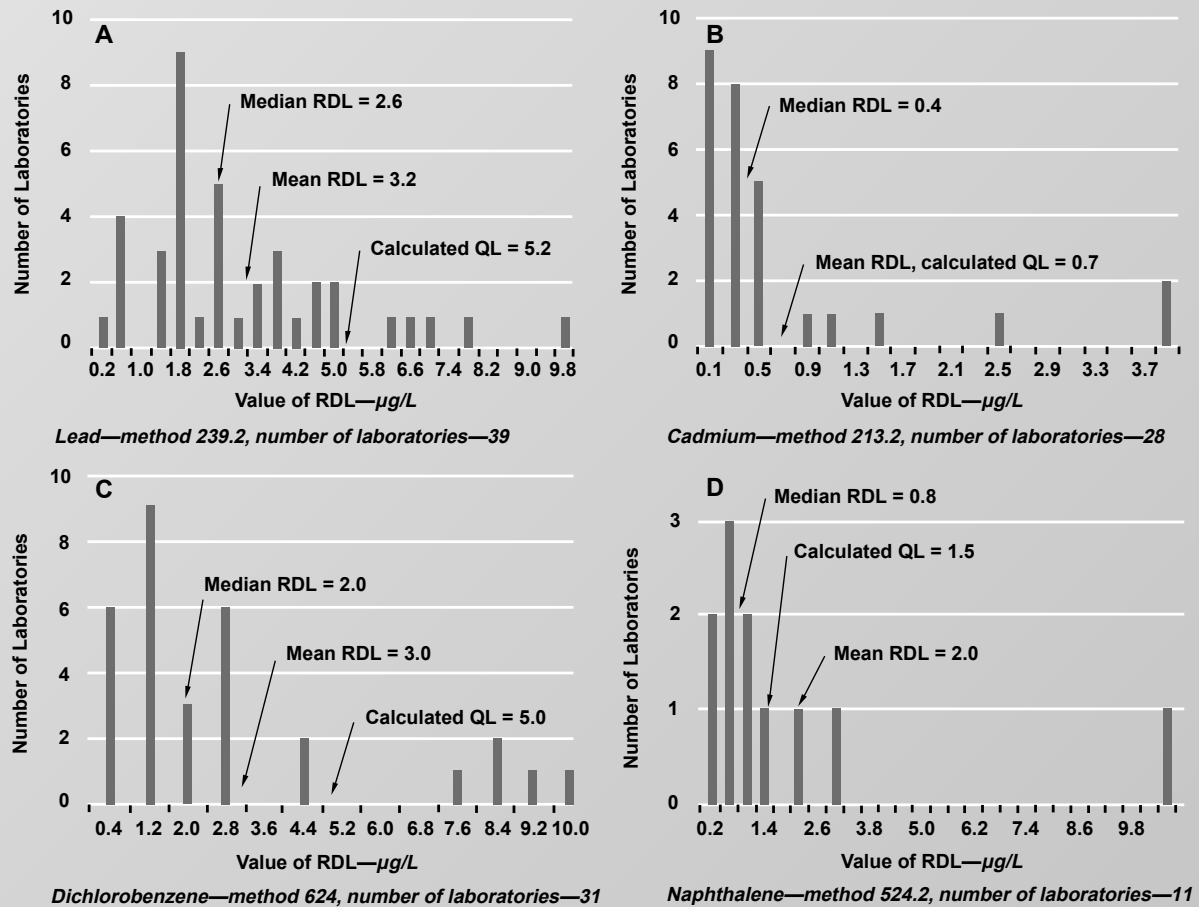 A
Number of Laboratories
10
8
6
4
2
0
Median RDL = 2.6
Mean RDL = 3.2
Calculated QL = 5.2
0.2 1.0 1.8 2.6 3.4 4.2 5.0 5.8 6.6 7.4 8.2 9.0 9.8
Value of RDL—µg/L
Lead—method 239.2, number of laboratories—39
B
Number of Laboratories
10
8
6
4
2
0
Median RDL = 0.4
Mean RDL, calculated QL = 0.7
0.1 0.5 0.9 1.3 1.7 2.1 2.5 2.9 3.3 3.7
Value of RDL—µg/L
Cadmium—method 213.2, number of laboratories—28
C
Number of Laboratories
10
8
6
4
2
0
Median RDL = 2.0
Mean RDL = 3.0
Calculated QL = 5.0
0.4 1.2 2.0 2.8 3.6 4.4 5.2 6.0 6.8 7.6 8.4 9.2 10.0
Value of RDL—µg/L
Dichlorobenzene—method 624, number of laboratories—31
D
Number of Laboratories
3
2
1
0
Median RDL = 0.8
Calculated QL = 1.5
Mean RDL = 2.0
0.2 1.4 2.6 3.8 5.0 6.2 7.4 8.6 9.8
Value of RDL—µg/L
Naphthalene—method 524.2, number of laboratories—11